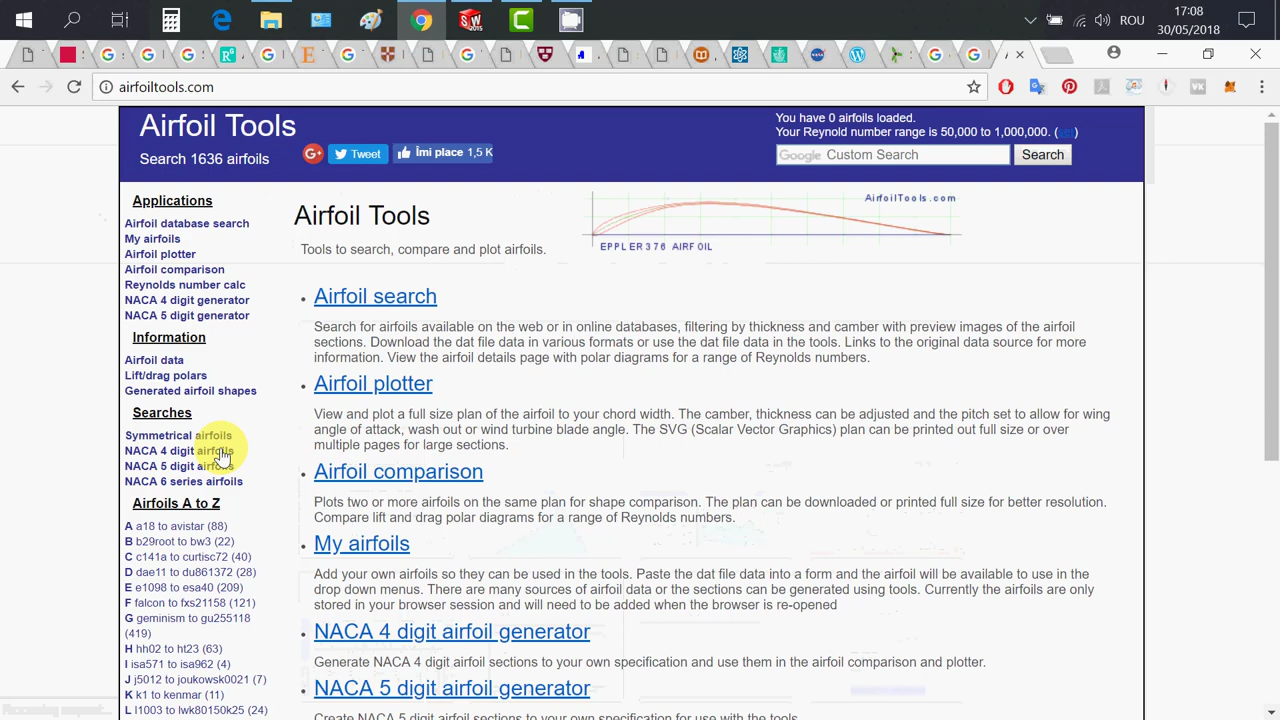 ROU
17:08
30/05/2018
airfoiltools.com
Airfoil Tools
Search 1636 airfoils
Tweet
Îmi place 1,5 K
You have 0 airfoils loaded.
Your Reynold number range is 50,000 to 1,000,000. (set)
Google Custom Search
Search
Applications
Airfoil database search
My airfoils
Airfoil plotter
Airfoil comparison
Reynolds number calc
NACA 4 digit generator
NACA 5 digit generator
Information
Airfoil data
Lift/drag polars
Generated airfoil shapes
Searches
Symmetrical airfoils
NACA 4 digit airfoils
NACA 5 digit airfoils
NACA 6 series airfoils
Airfoils A to Z
A a18 to avistar (88)
B b29root to bw3 (22)
C c141a to curtisc72 (40)
D dae11 to du861372 (28)
E e1098 to esa40 (209)
F falcon to fxs21158 (121)
G geminism to gu255118
(419)
H hh02 to ht23 (63)
I isa571 to isa962 (4)
J j5012 to joukowsk0021 (7)
K k1 to kenmar (11)
L l1003 to lwk80150k25 (24)
Airfoil Tools
Tools to search, compare and plot airfoils.
AirfoilTools.com
EPPLER 376 AIRFOIL
• Airfoil search
Search for airfoils available on the web or in online databases, filtering by thickness and camber with preview images of the airfoil
sections. Download the dat file data in various formats or use the dat file data in the tools. Links to the original data source for more
information. View the airfoil details page with polar diagrams for a range of Reynolds numbers.
• Airfoil plotter
View and plot a full size plan of the airfoil to your chord width. The camber, thickness can be adjusted and the pitch set to allow for wing
angle of attack, wash out or wind turbine blade angle. The SVG (Scalar Vector Graphics) plan can be printed out full size or over
multiple pages for large sections.
• Airfoil comparison
Plots two or more airfoils on the same plan for shape comparison. The plan can be downloaded or printed full size for better resolution.
Compare lift and drag polar diagrams for a range of Reynolds numbers.
• My airfoils
Add your own airfoils so they can be used in the tools. Paste the dat file data into a form and the airfoil will be available to use in the
drop down menus. There are many sources of airfoil data or the sections can be generated using tools. Currently the airfoils are only
stored in your browser session and will need to be added when the browser is re-opened
• NACA 4 digit airfoil generator
Generate NACA 4 digit airfoil sections to your own specification and use them in the airfoil comparison and plotter.
• NACA 5 digit airfoil generator
Create NACA 5 digit airfoil sections to your own specification for use with the tools